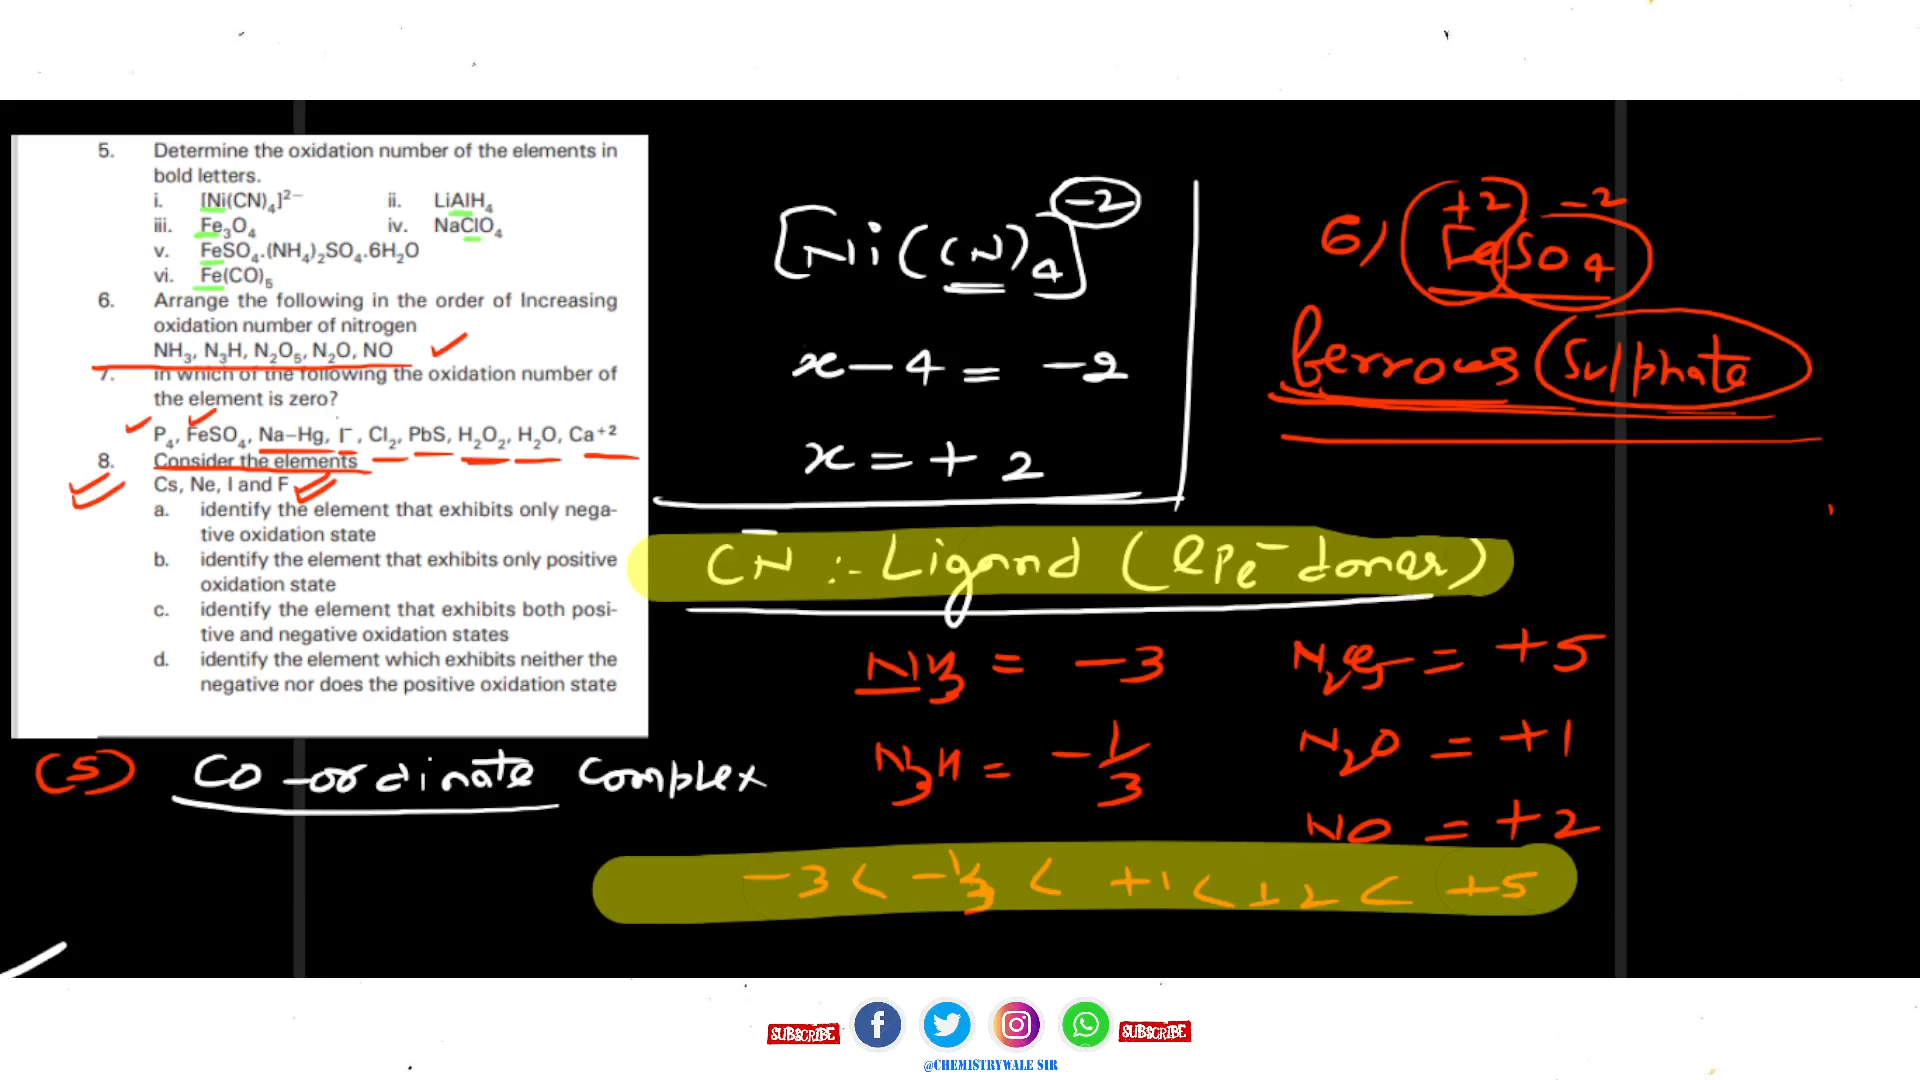 5. Determine the oxidation number of the elements in
bold letters.
i. [Ni(CN)₄]²⁻ ii. LiAlH₄
iii. Fe₃O₄ iv. NaClO₄
v. FeSO₄.(NH₄)₂SO₄.6H₂O
vi. Fe(CO)₅
6. Arrange the following in the order of Increasing
oxidation number of nitrogen
NH₃, N₃H, N₂O₅, N₂O, NO
7. In which of the following the oxidation number of
the element is zero?
P₄, FeSO₄, Na–Hg, I⁻, Cl₂, PbS, H₂O₂, H₂O, Ca⁺²
8. Consider the elements
Cs, Ne, I and F
a. identify the element that exhibits only nega-
tive oxidation state
b. identify the element that exhibits only positive
oxidation state
c. identify the element that exhibits both posi-
tive and negative oxidation states
d. identify the element which exhibits neither the
negative nor does the positive oxidation state
(5) Co-ordinate complex
[Ni(CN)₄]⁻²
x – 4 = –2
x = +2
6) +2 –2
FeSO₄
ferrous Sulphate
CN⁻ :- Ligand (lpe⁻ doner)
NH₃ = –3
N₃H = –1/3
N₂O₅ = +5
N₂O = +1
NO = +2
–3 < –1/3 < +1 < +2 < +5
SUBSCRIBE
SUBSCRIBE
@CHEMISTRYWALE SIR